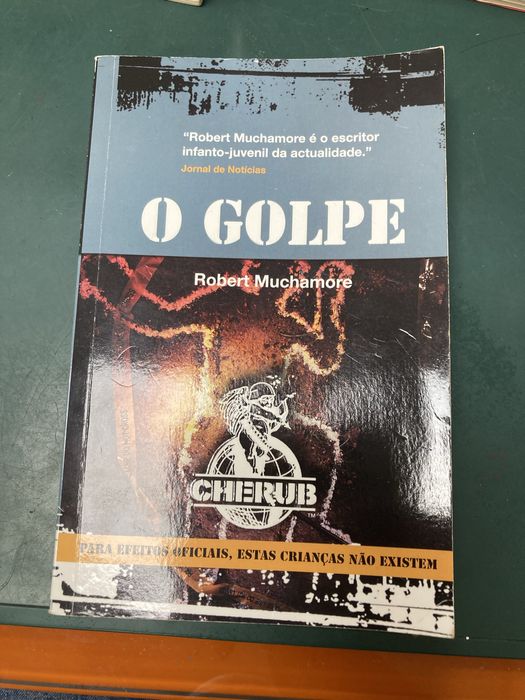 “Robert Muchamore é o escritor
infanto-juvenil da actualidade.”
Jornal de Notícias
O GOLPE
Robert Muchamore
CHERUB
TM
PARA EFEITOS OFICIAIS, ESTAS CRIANÇAS NÃO EXISTEM